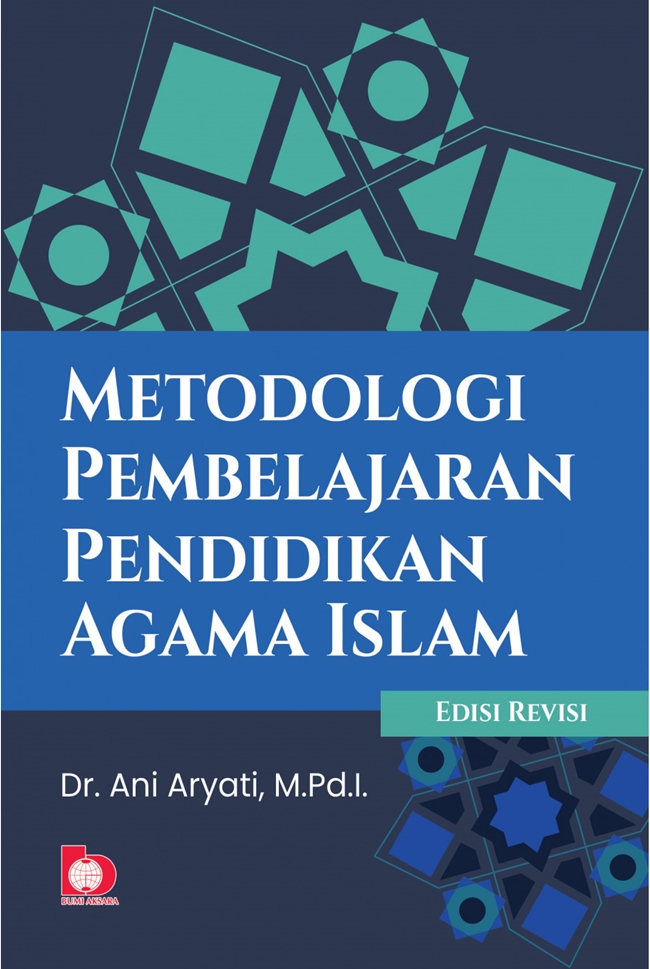 METODOLOGI
PEMBELAJARAN
PENDIDIKAN
AGAMA ISLAM
EDISI REVISI
Dr. Ani Aryati, M.Pd.I.
BUMI AKSARA